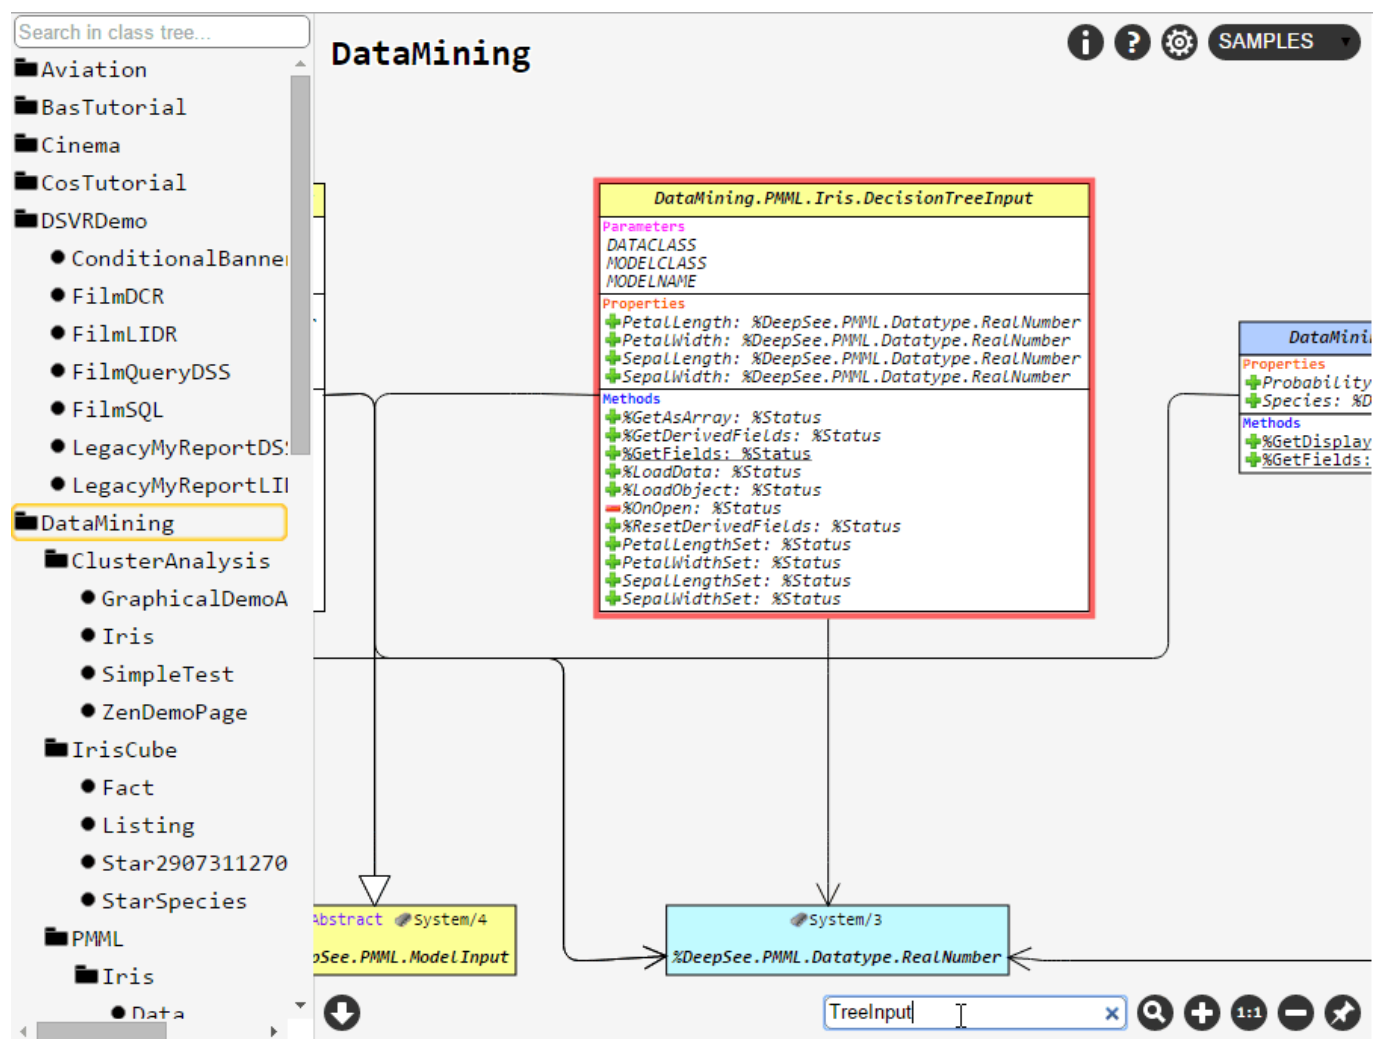 Search in class tree...
Aviation
BasTutorial
Cinema
CosTutorial
DSVRDemo
ConditionalBanne
FilmDCR
FilmLIDR
FilmQueryDSS
FilmSQL
LegacyMyReportDS
LegacyMyReportLI
DataMining
ClusterAnalysis
GraphicalDemoA
Iris
SimpleTest
ZenDemoPage
IrisCube
Fact
Listing
Star2907311270
StarSpecies
PMML
Iris
Data
DataMining
SAMPLES
DataMining.PMML.Iris.DecisionTreeInput
Parameters
DATACLASS
MODELCLASS
MODELNAME
Properties
PetalLength: %DeepSee.PMML.Datatype.RealNumber
PetalWidth: %DeepSee.PMML.Datatype.RealNumber
SepalLength: %DeepSee.PMML.Datatype.RealNumber
SepalWidth: %DeepSee.PMML.Datatype.RealNumber
Methods
%GetAsArray: %Status
%GetDerivedFields: %Status
%GetFields: %Status
%LoadData: %Status
%LoadObject: %Status
%OnOpen: %Status
%ResetDerivedFields: %Status
PetalLengthSet: %Status
PetalWidthSet: %Status
SepalLengthSet: %Status
SepalWidthSet: %Status
DataMini
Properties
Probability
Species: %D
Methods
%GetDisplay
%GetFields:
Abstract System/4
See.PMML.ModelInput
System/3
%DeepSee.PMML.Datatype.RealNumber
TreeInput
1:1